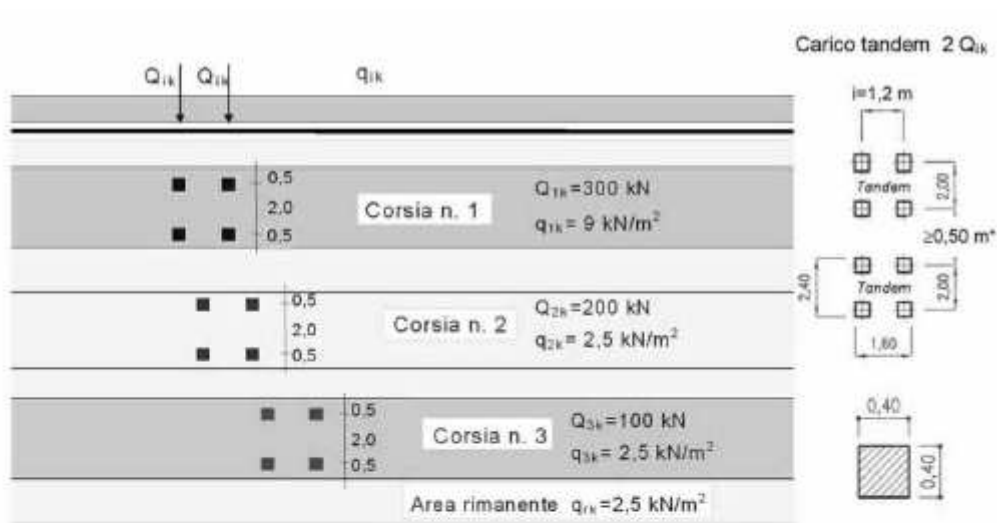 Carico tandem 2 Qik
Qik Qik qik
i=1,2 m
0,5
2,0
0,5
Corsia n. 1
Q1k=300 kN
q1k= 9 kN/m²
Tandem
2,00
≥0,50 m*
0,5
2,0
0,5
Corsia n. 2
Q2k=200 kN
q2k= 2,5 kN/m²
2,40
Tandem
2,00
1,60
0,5
2,0
0,5
Corsia n. 3
Q3k=100 kN
q3k= 2,5 kN/m²
0,40
0,40
Area rimanente qrk=2,5 kN/m²